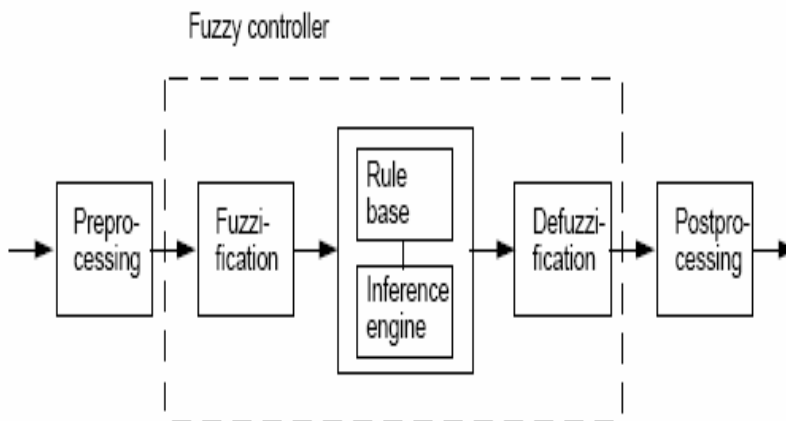 Fuzzy controller
Prepro-
cessing
Fuzzi-
fication
Rule
base
Inference
engine
Defuzzi-
fication
Postpro-
cessing